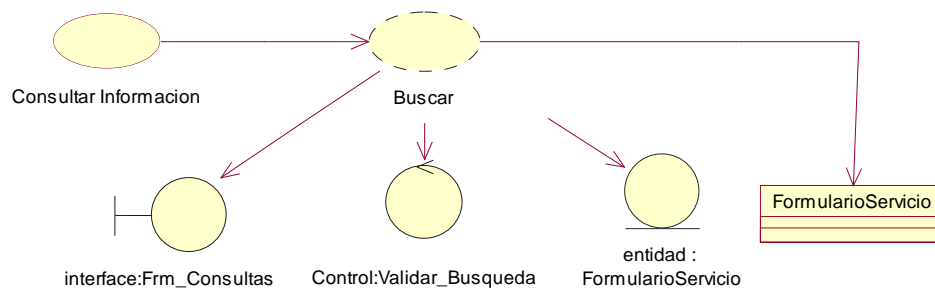 Consultar Informacion
Buscar
FormularioServicio
interface:Frm_Consultas
Control:Validar_Busqueda
entidad :
FormularioServicio